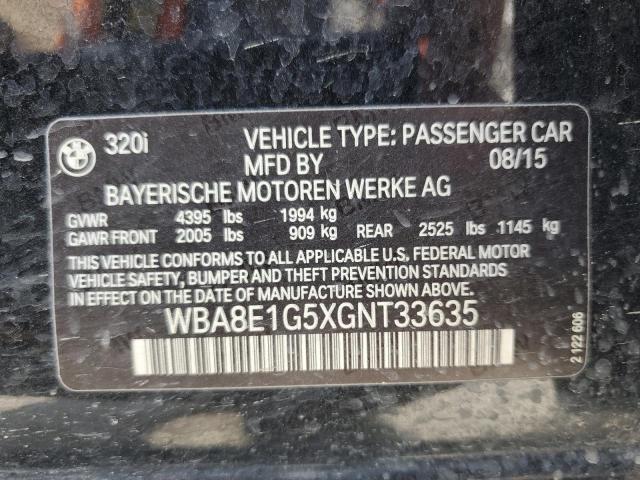 BMW 320i VEHICLE TYPE: PASSENGER CAR
MFD BY 08/15
BAYERISCHE MOTOREN WERKE AG
GVWR 4395 lbs 1994 kg
GAWR FRONT 2005 lbs 909 kg REAR 2525 lbs 1145 kg
THIS VEHICLE CONFORMS TO ALL APPLICABLE U.S. FEDERAL MOTOR
VEHICLE SAFETY, BUMPER AND THEFT PREVENTION STANDARDS
IN EFFECT ON THE DATE OF MANUFACTURE SHOWN ABOVE.
WBA8E1G5XGNT33635
2 122 606